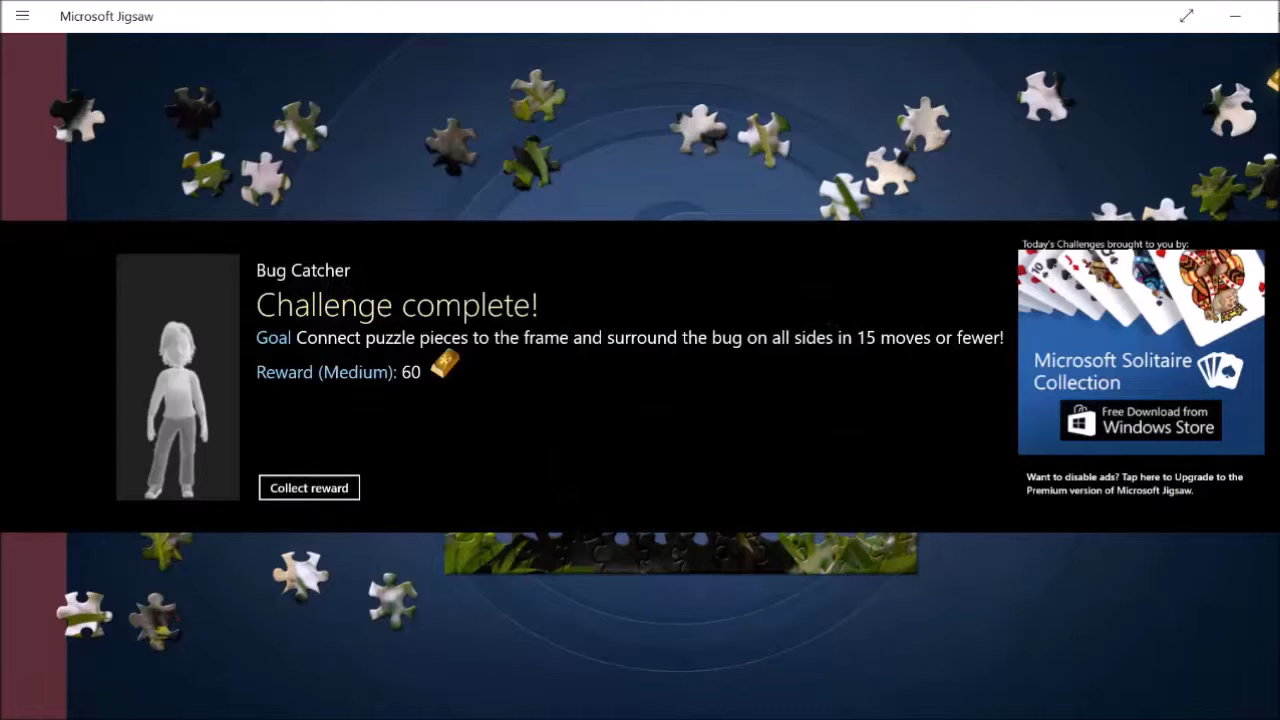 Microsoft Jigsaw
Bug Catcher
Challenge complete!
Goal Connect puzzle pieces to the frame and surround the bug on all sides in 15 moves or fewer!
Reward (Medium): 60
Collect reward
Today's Challenges brought to you by:
Microsoft Solitaire
Collection
Free Download from
Windows Store
Want to disable ads? Tap here to Upgrade to the
Premium version of Microsoft Jigsaw.